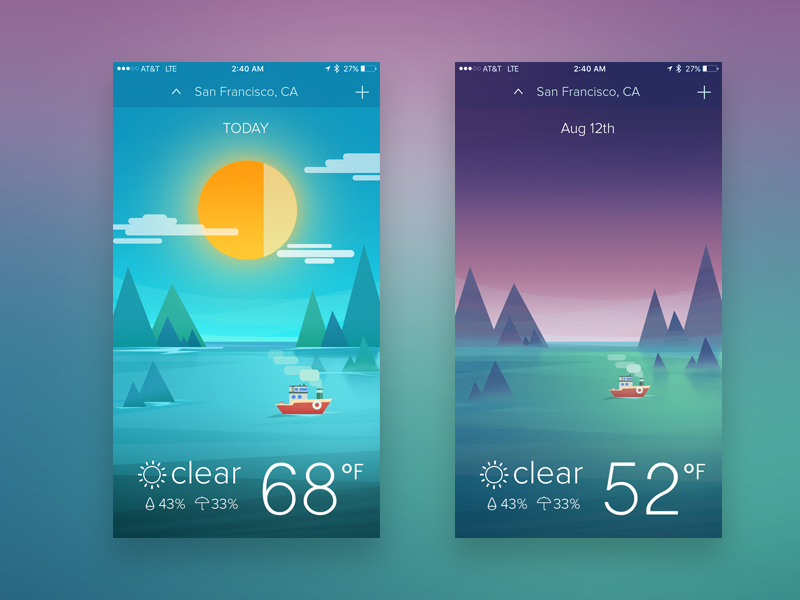 AT&T LTE 2:40 AM 27%
San Francisco, CA +
TODAY
clear 68°F
43% 33%
AT&T LTE 2:40 AM 27%
San Francisco, CA +
Aug 12th
clear 52°F
43% 33%